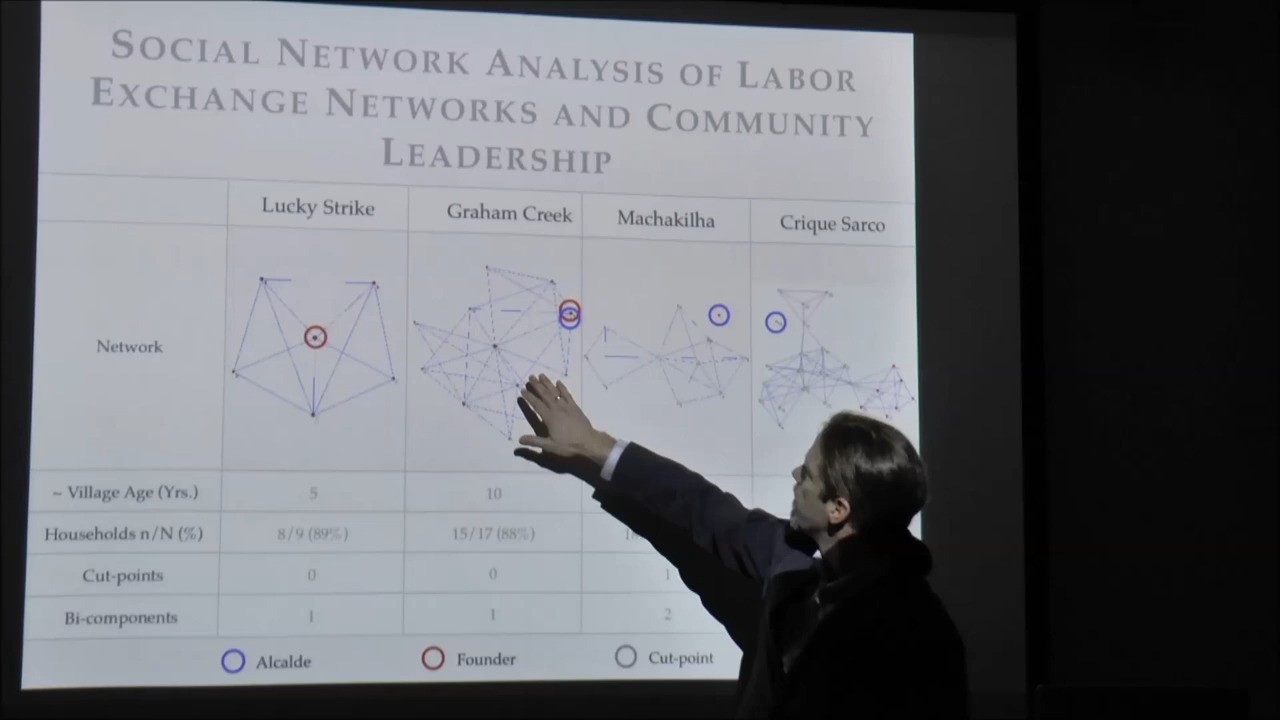 SOCIAL NETWORK ANALYSIS OF LABOR
EXCHANGE NETWORKS AND COMMUNITY
LEADERSHIP
Lucky Strike Graham Creek Machakilha Crique Sarco
Network
~ Village Age (Yrs.) 5 10
Households n/N (%) 8/9 (89%) 15/17 (88%)
Cut-points 0 0 1
Bi-components 1 1 2
Alcalde Founder Cut-point